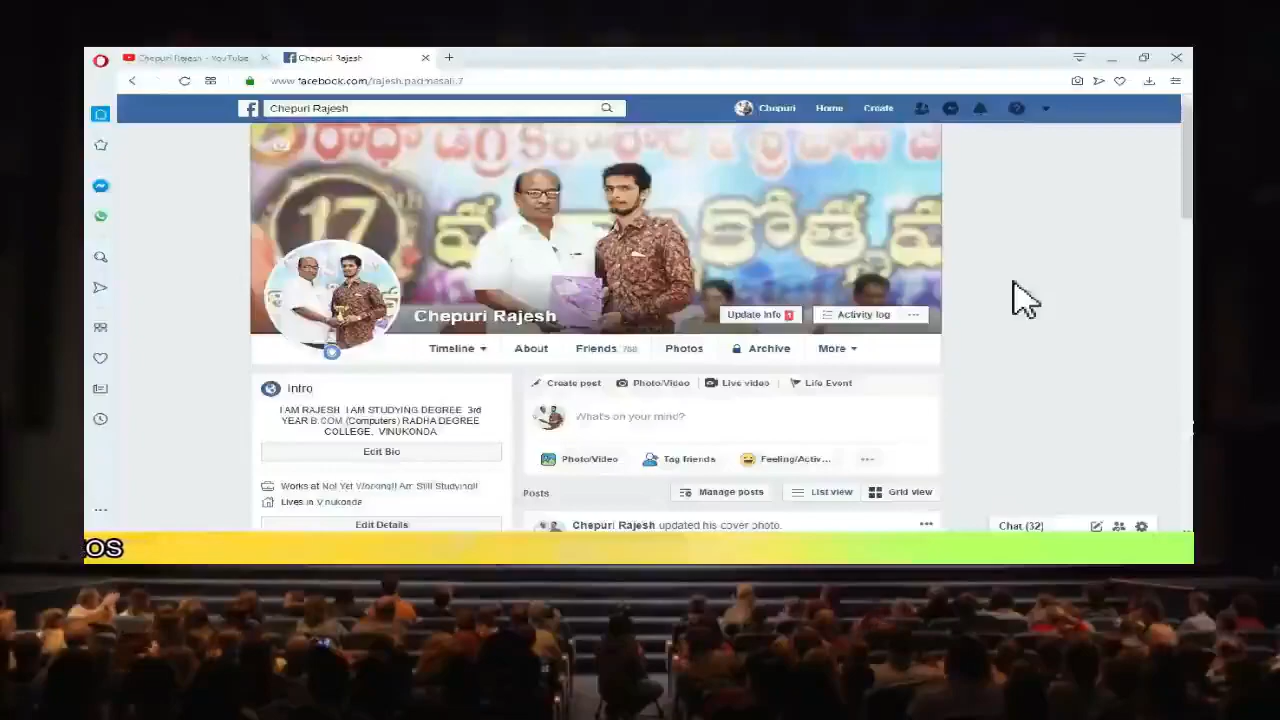 Chepuri Rajesh - YouTube
Chepuri Rajesh
www.facebook.com/rajesh.padmasali.7
Chepuri Rajesh
Chepuri
Home
Create
17th
Chepuri Rajesh
Update Info 1
Activity log
Timeline
About
Friends 768
Photos
Archive
More
Intro
I AM RAJESH I AM STUDYING DEGREE 3rd
YEAR B.COM (Computers) RADHA DEGREE
COLLEGE, VINUKONDA
Edit Bio
Works at Not Yet Working!! Am Still Studying!!
Lives in Vinukonda
Edit Details
Create post
Photo/Video
Live video
Life Event
What's on your mind?
Photo/Video
Tag friends
Feeling/Activ...
Posts
Manage posts
List view
Grid view
Chepuri Rajesh updated his cover photo.
Chat (32)
OS